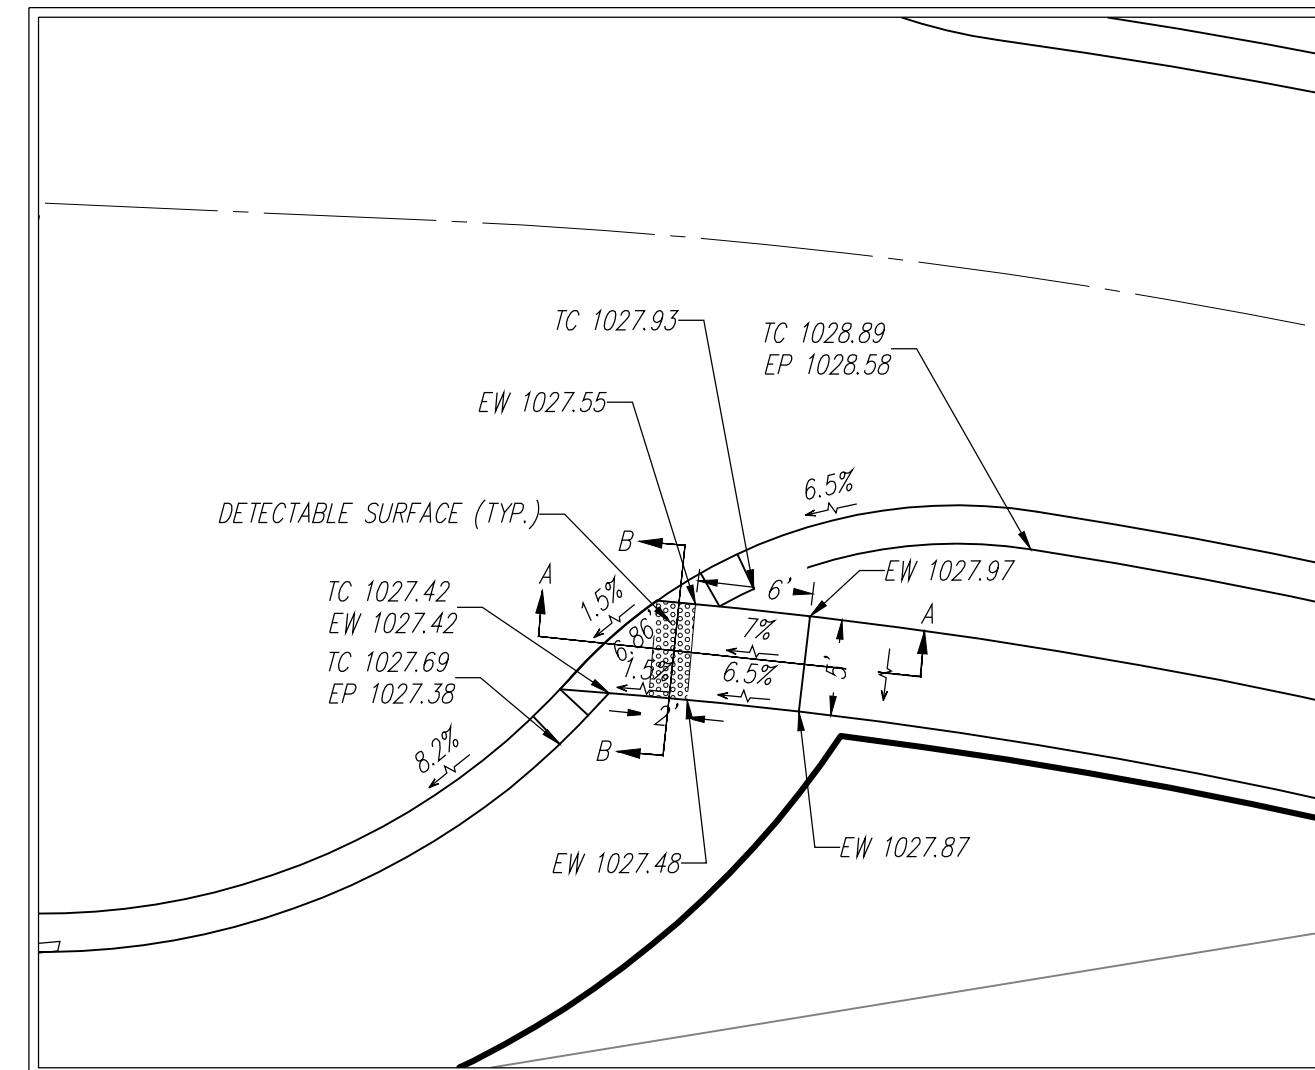 TC 1027.93
TC 1028.89
EP 1028.58
EW 1027.55
6.5%
DETECTABLE SURFACE (TYP.)
B
A
1.5%
6'
EW 1027.97
TC 1027.42
EW 1027.42
6.86'
7%
A
TC 1027.69
EP 1027.38
1.5%
6.5%
5'
2'
8.2%
B
EW 1027.48
EW 1027.87